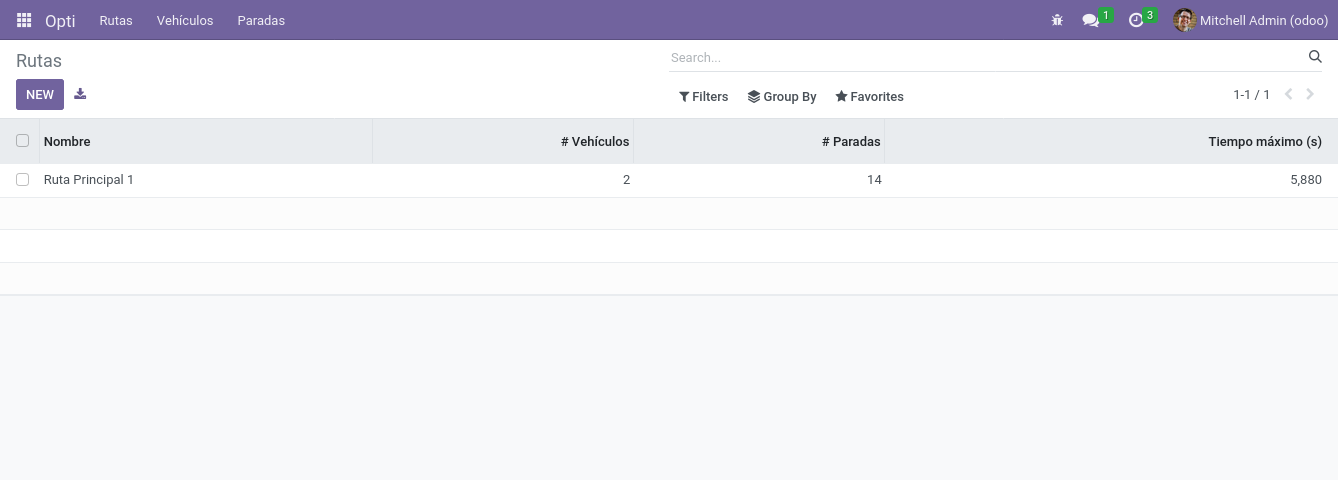 Opti Rutas Vehículos Paradas 1 3 Mitchell Admin (odoo)
Rutas
Search...
NEW
Filters Group By Favorites 1-1 / 1
Nombre # Vehículos # Paradas Tiempo máximo (s)
Ruta Principal 1 2 14 5,880